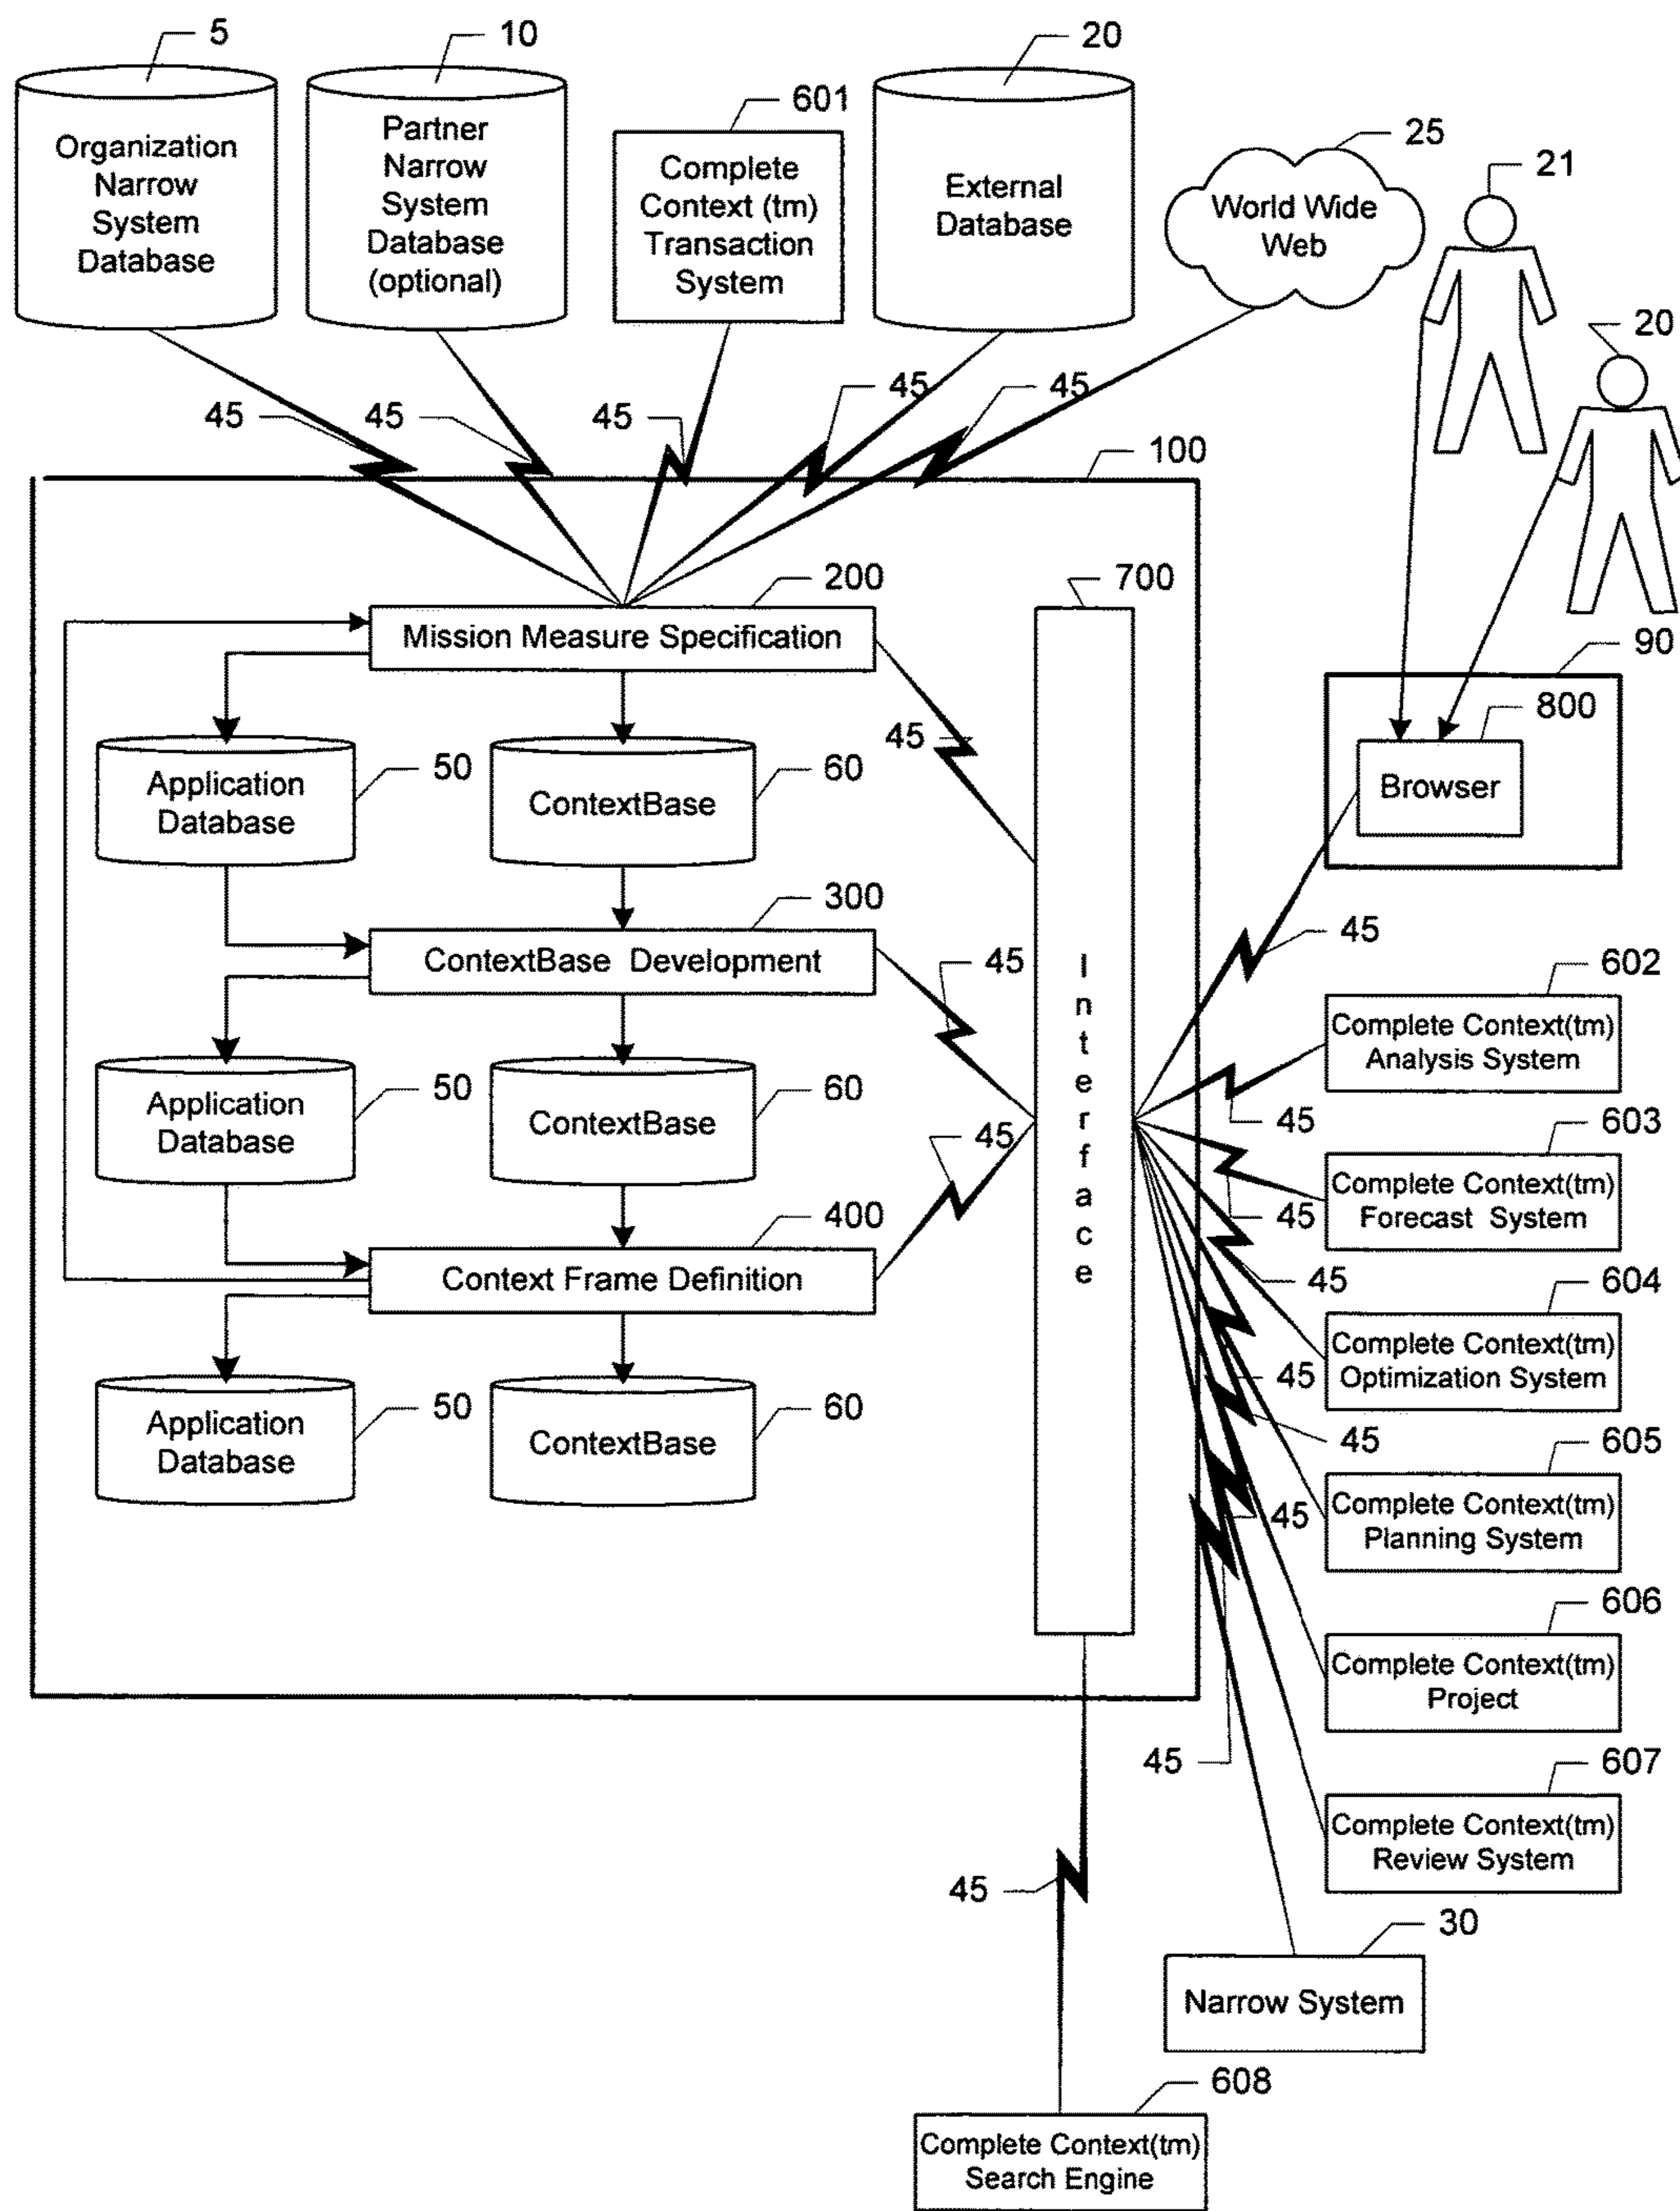 5
10
20
Organization
Narrow
System
Database
Partner
Narrow
System
Database
(optional)
601
Complete
Context (tm)
Transaction
System
External
Database
25
World Wide
Web
21
20
45
45
45
45
45
100
200
Mission Measure Specification
700
90
800
Browser
45
Application
Database
50
ContextBase
60
300
ContextBase Development
45
Interface
45
602
Complete Context(tm)
Analysis System
45
Application
Database
50
ContextBase
60
45
603
Complete Context(tm)
Forecast System
45
400
Context Frame Definition
45
604
Complete Context(tm)
Optimization System
45
Application
Database
50
ContextBase
60
45
605
Complete Context(tm)
Planning System
45
606
Complete Context(tm)
Project
45
607
Complete Context(tm)
Review System
45
30
Narrow System
608
Complete Context(tm)
Search Engine